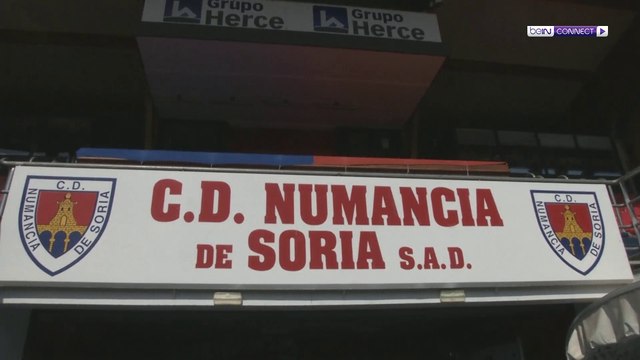 Grupo Herce
Grupo Herce
beIN CONNECT
C.D. NUMANCIA
DE SORIA S.A.D.
C.D.
NUMANCIA
DE SORIA
C.D.
NUMANCIA
DE SORIA